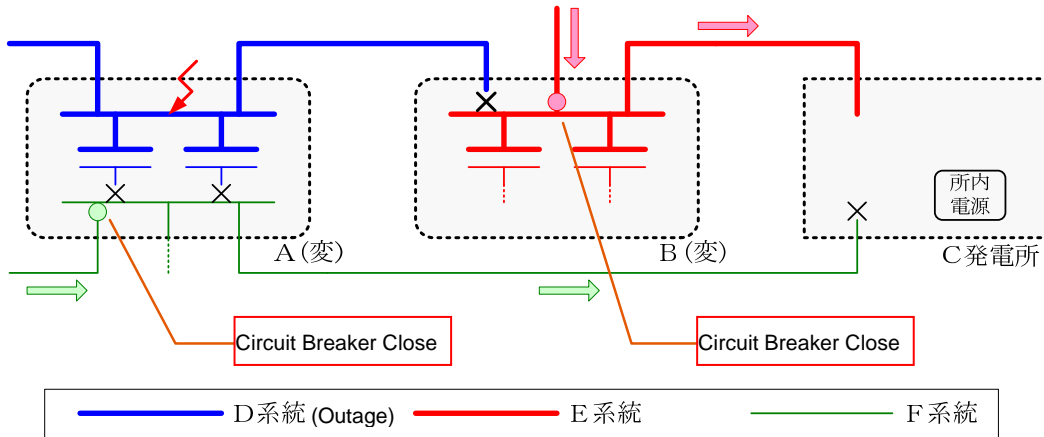 所内
電源
A(変)
B(変)
C発電所
Circuit Breaker Close
Circuit Breaker Close
D系統 (Outage)
E系統
F系統